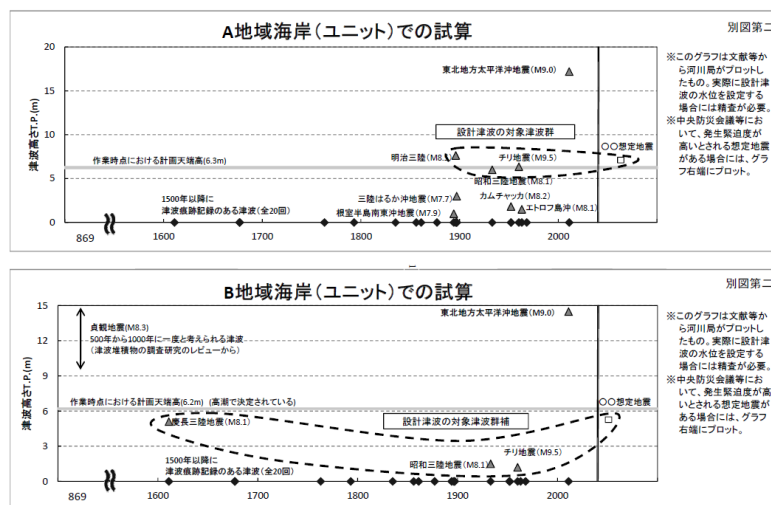 A地域海岸(ユニット)での試算
別図第二
20
15
10
5
0
津波高さT.P.(m)
東北地方太平洋沖地震(M9.0)
設計津波の対象津波群
○○想定地震
明治三陸(M8.
チリ地震(M9.5)
作業時点における計画天端高(6.3m)
昭和三陸地震(M8.1)
1500年以降に
津波痕跡記録のある津波(全20回)
三陸はるか沖地震(M7.7)
カムチャッカ(M8.2)
根室半島南東沖地震(M7.9)
エトロフ島沖(M8.1)
869
1600
1700
1800
1900
2000
※このグラフは文献等か
ら河川局がプロットし
たもの。実際に設計津
波の水位を設定する
場合には精査が必要。
※中央防災会議等にお
いて、発生緊迫度が
高いとされる想定地震
がある場合には、グラ
フ右端にプロット。
B地域海岸(ユニット)での試算
別図第二
15
12
9
6
3
0
津波高さT.P.(m)
貞観地震(M8.3)
500年から1000年に一度と考えられる津波
(津波堆積物の調査研究のレビューから)
東北地方太平洋沖地震(M9.0)
作業時点における計画天端高(6.2m) (高潮で決定されている)
○○想定地震
慶長三陸地震(M8.1)
設計津波の対象津波群補
1500年以降に
津波痕跡記録のある津波(全20回)
昭和三陸地震(M8.1)
チリ地震(M9.5)
869
1600
1700
1800
1900
2000
※このグラフは文献等か
ら河川局がプロットし
たもの。実際に設計津
波の水位を設定する
場合には精査が必要。
※中央防災会議等にお
いて、発生緊迫度が高
いとされる想定地震が
ある場合には、グラフ
右端にプロット。